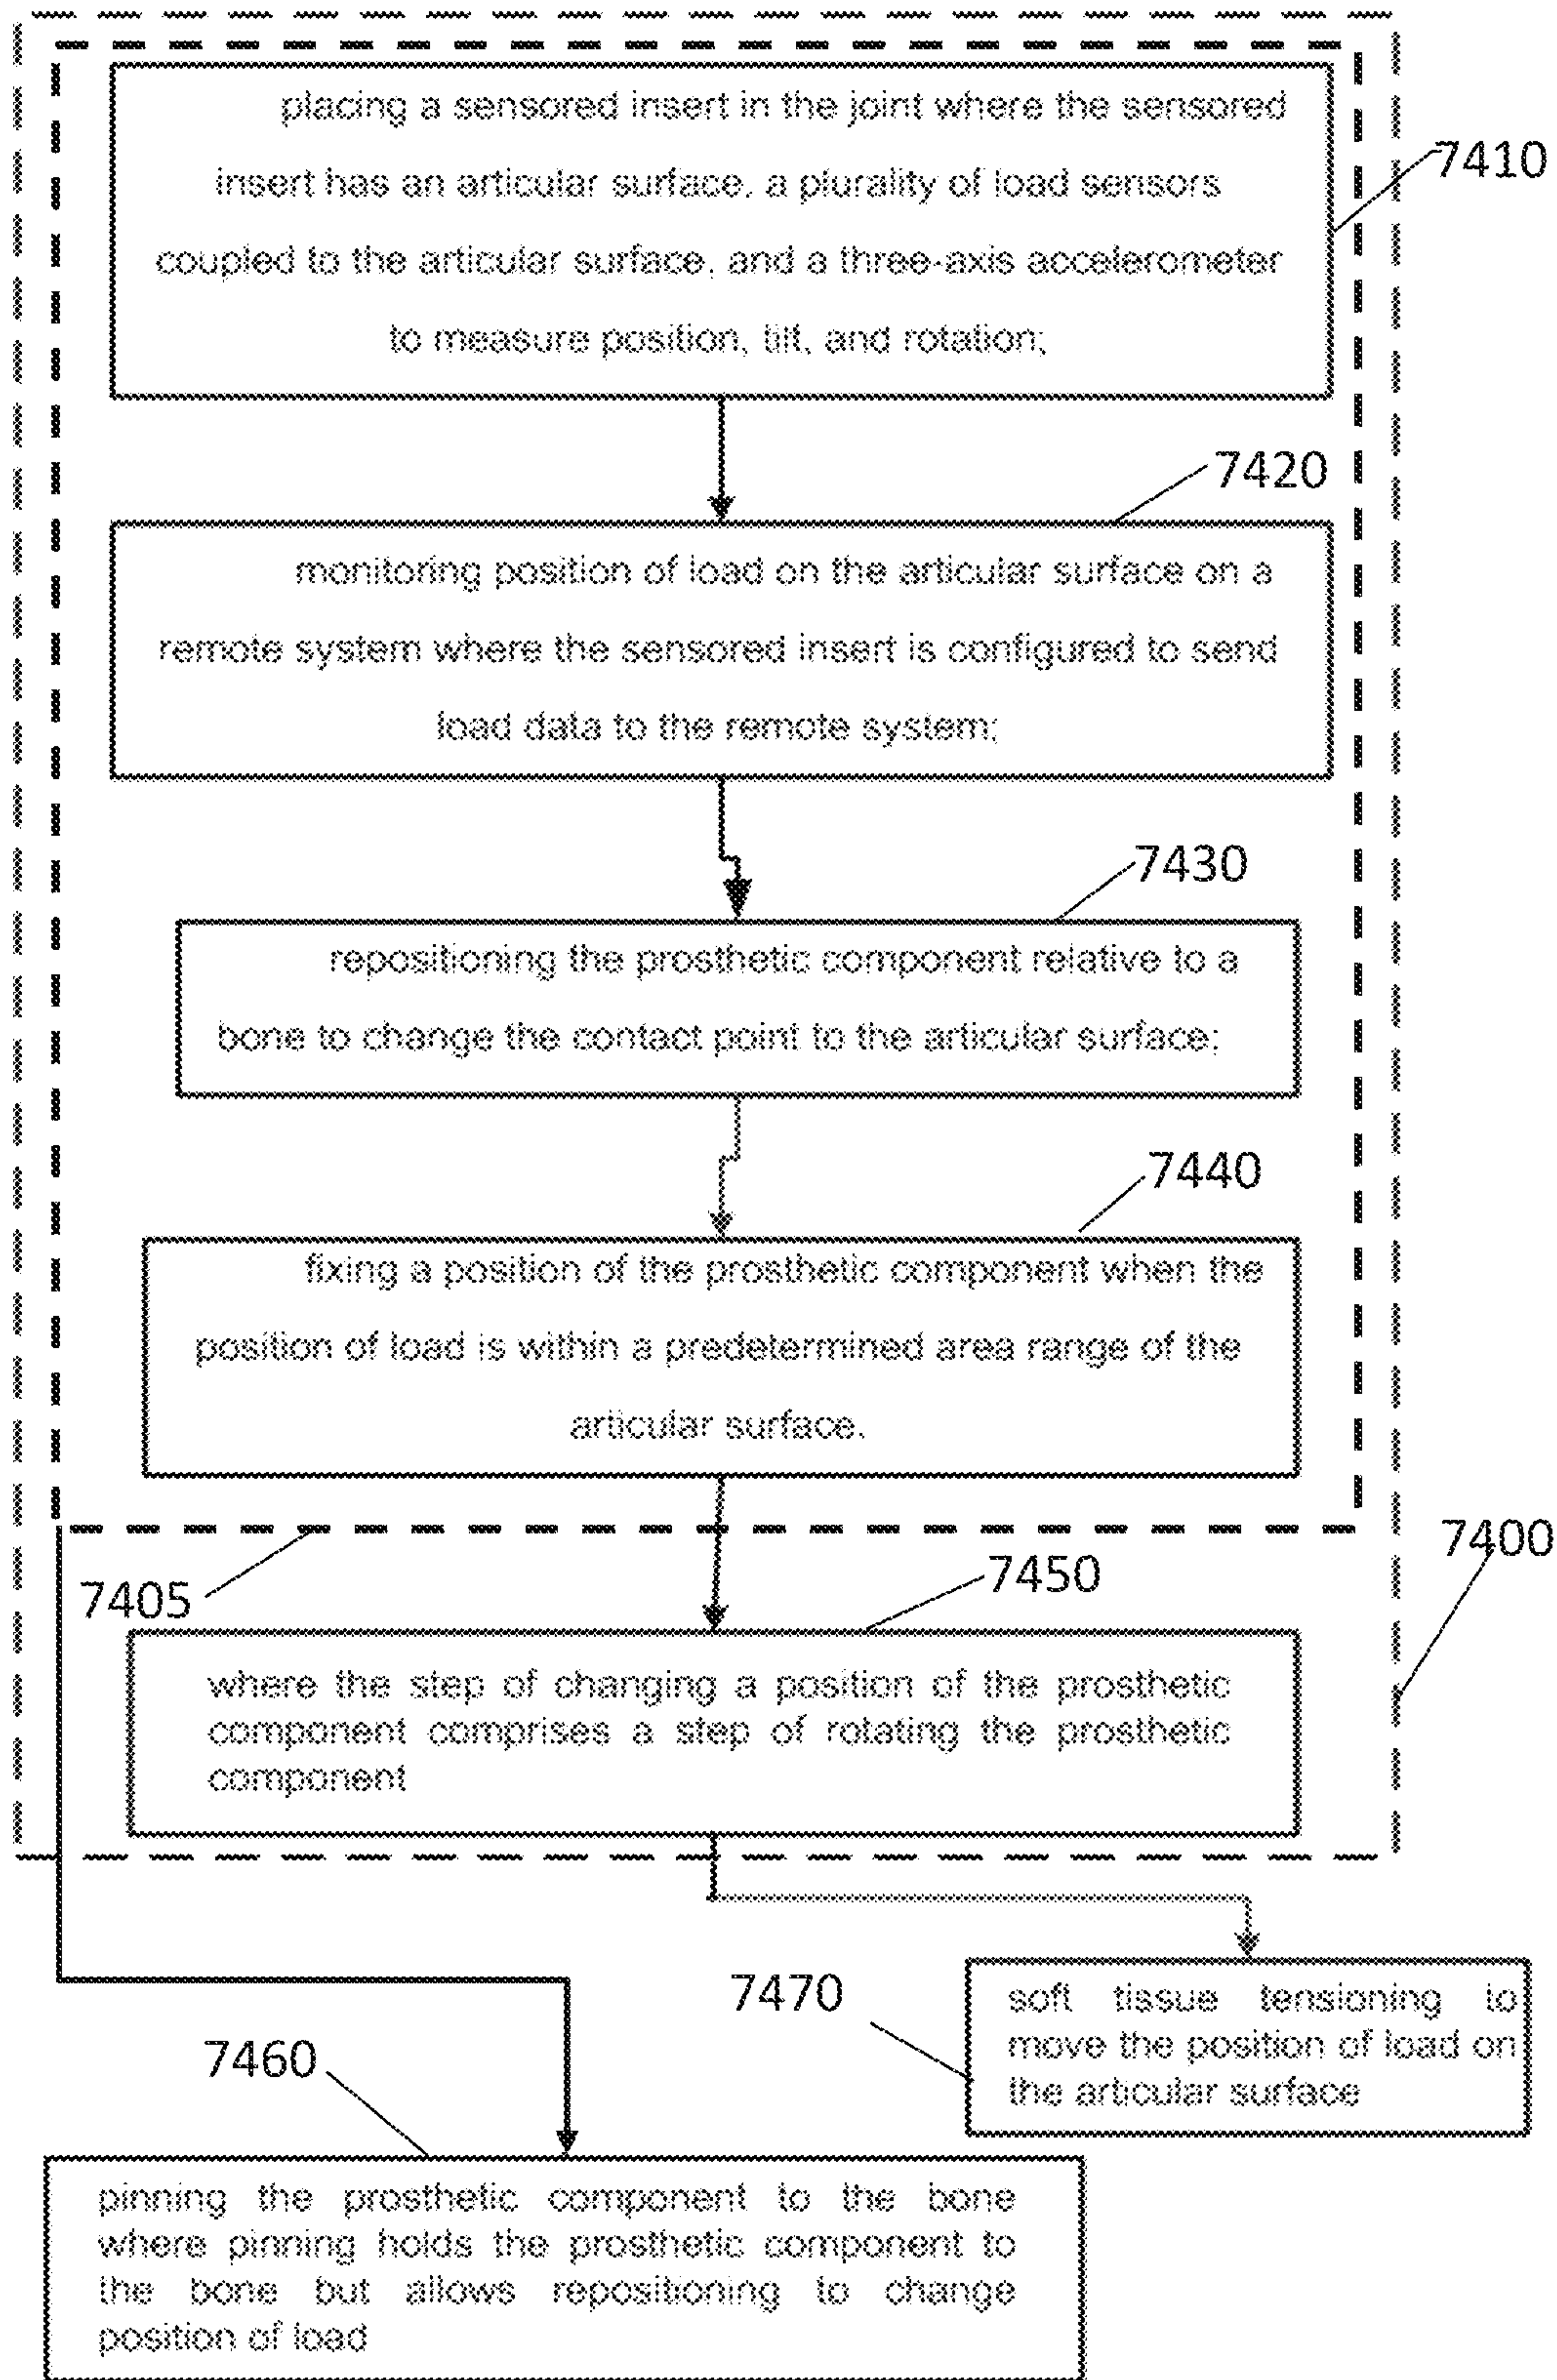 placing a sensored insert in the joint where the sensored
insert has an articular surface, a plurality of load sensors
coupled to the articular surface, and a three-axis accelerometer
to measure position, tilt, and rotation;
7410
7420
monitoring position of load on the articular surface on a
remote system where the sensored insert is configured to send
load data to the remote system;
7430
repositioning the prosthetic component relative to a
bone to change the contact point to the articular surface;
7440
fixing a position of the prosthetic component when the
position of load is within a predetermined area range of the
articular surface.
7400
7405
7450
where the step of changing a position of the prosthetic
component comprises a step of rotating the prosthetic
component
7470
soft tissue tensioning to
move the position of load on
the articular surface
7460
pinning the prosthetic component to the bone
where pinning holds the prosthetic component to
the bone but allows repositioning to change
position of load